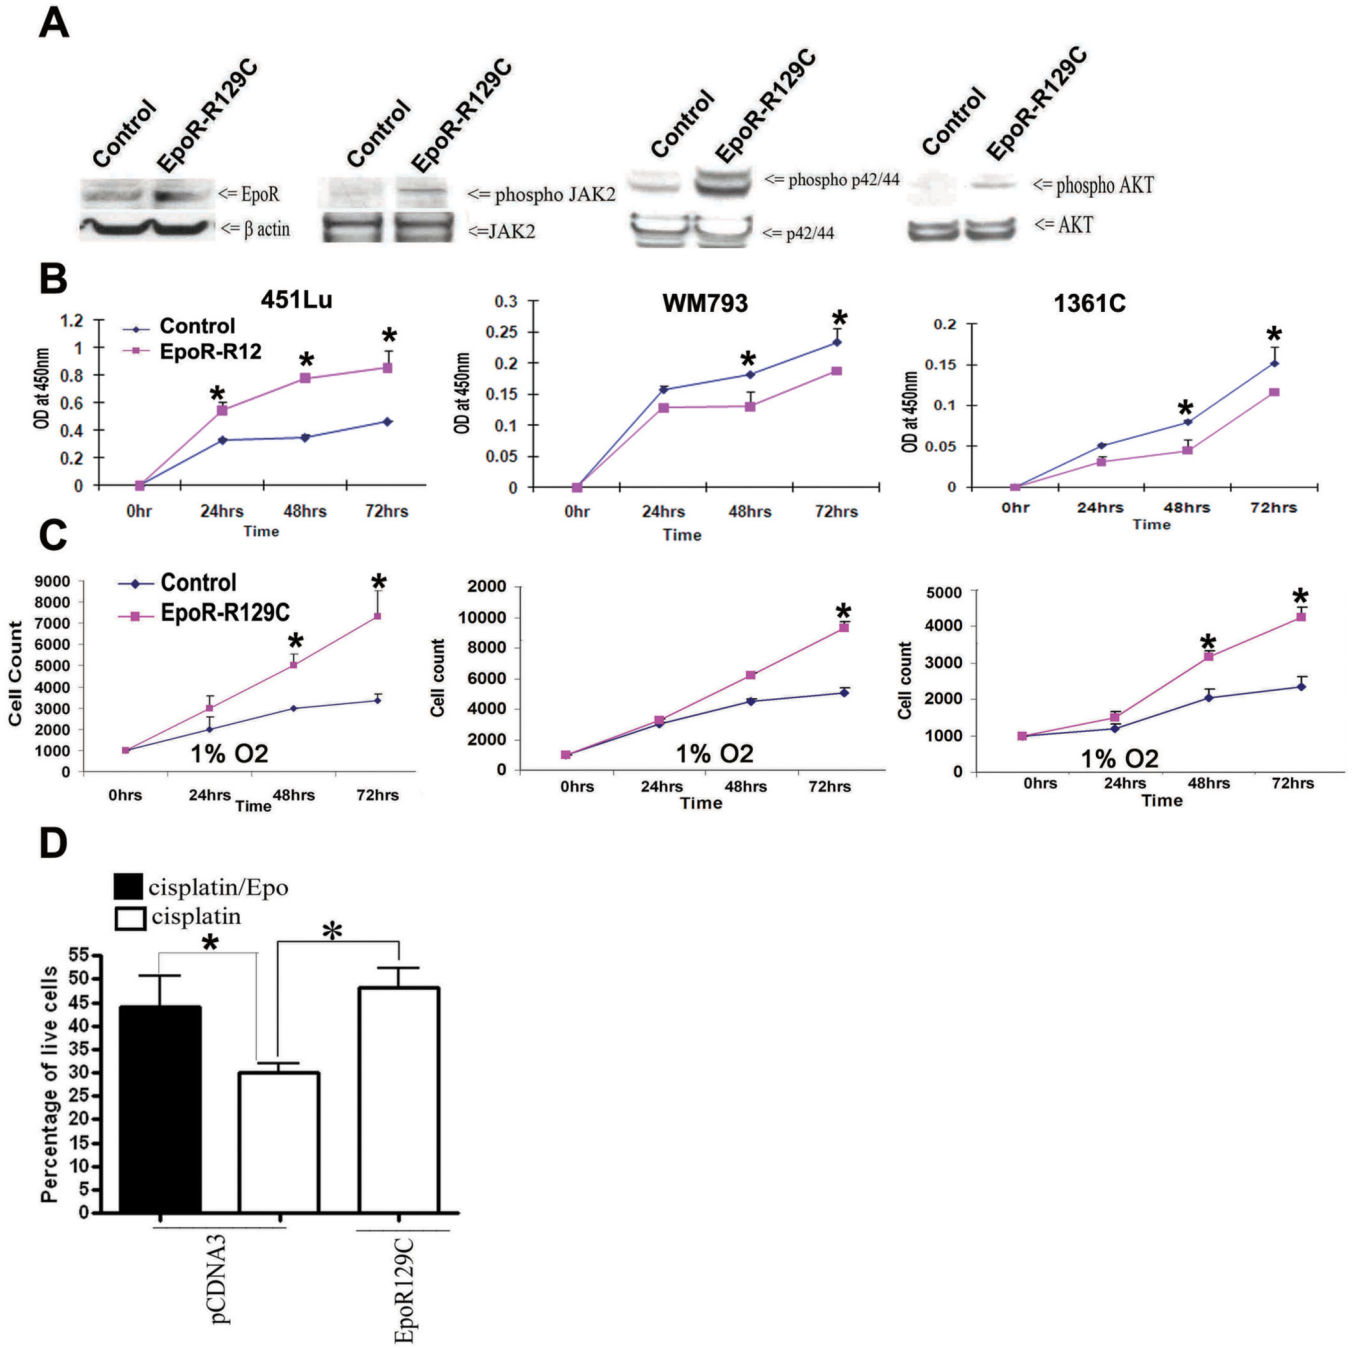 A
Control EpoR-R129C Control EpoR-R129C Control EpoR-R129C Control EpoR-R129C
<= EpoR <= phospho JAK2 <= phospho p42/44 <= phospho AKT
<= β actin <=JAK2 <= p42/44 <= AKT
B
451Lu WM793 1361C
Control
EpoR-R12
OD at 450nm
1.2
1
0.8
0.6
0.4
0.2
0
0hr 24hrs 48hrs 72hrs
Time
* * *
OD at 450nm
0.3
0.25
0.2
0.15
0.1
0.05
0
0hr 24hrs 48hrs 72hrs
Time
* *
OD at 450nm
0.2
0.15
0.1
0.05
0
0hr 24hrs 48hrs 72hrs
Time
* *
C
Control
EpoR-R129C
Cell Count
9000
8000
7000
6000
5000
4000
3000
2000
1000
0
1% O2
0hrs 24hrs 48hrs 72hrs
Time
* *
Cell count
2000
10000
8000
6000
4000
2000
0
1% O2
0hrs 24hrs 48hrs 72hrs
Time
*
Cell count
5000
4000
3000
2000
1000
0
1% O2
0hrs 24hrs 48hrs 72hrs
Time
* *
D
cisplatin/Epo
cisplatin
* *
Percentage of live cells
55
50
45
40
35
30
25
20
15
10
5
0
pCDNA3 EpoR129C